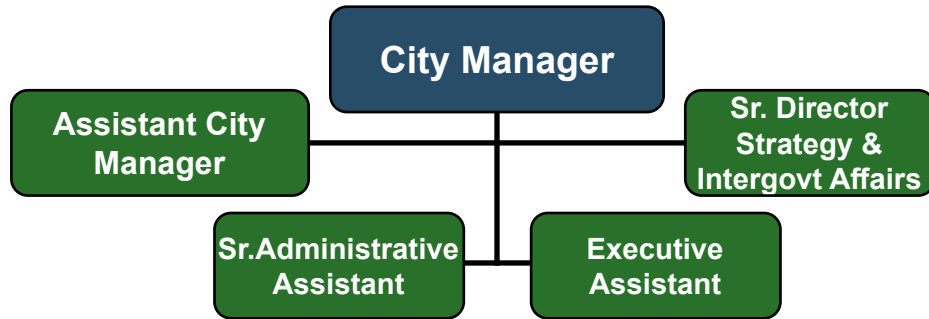 City Manager
Assistant City
Manager
Sr. Director
Strategy &
Intergovt Affairs
Sr.Administrative
Assistant
Executive
Assistant